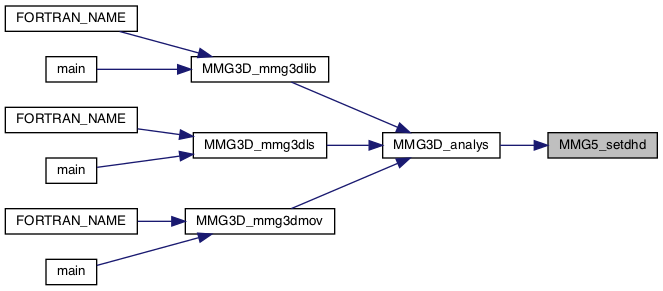 FORTRAN_NAME
main
MMG3D_mmg3dlib
FORTRAN_NAME
main
MMG3D_mmg3dls
MMG3D_analys
MMG5_setdhd
FORTRAN_NAME
main
MMG3D_mmg3dmov